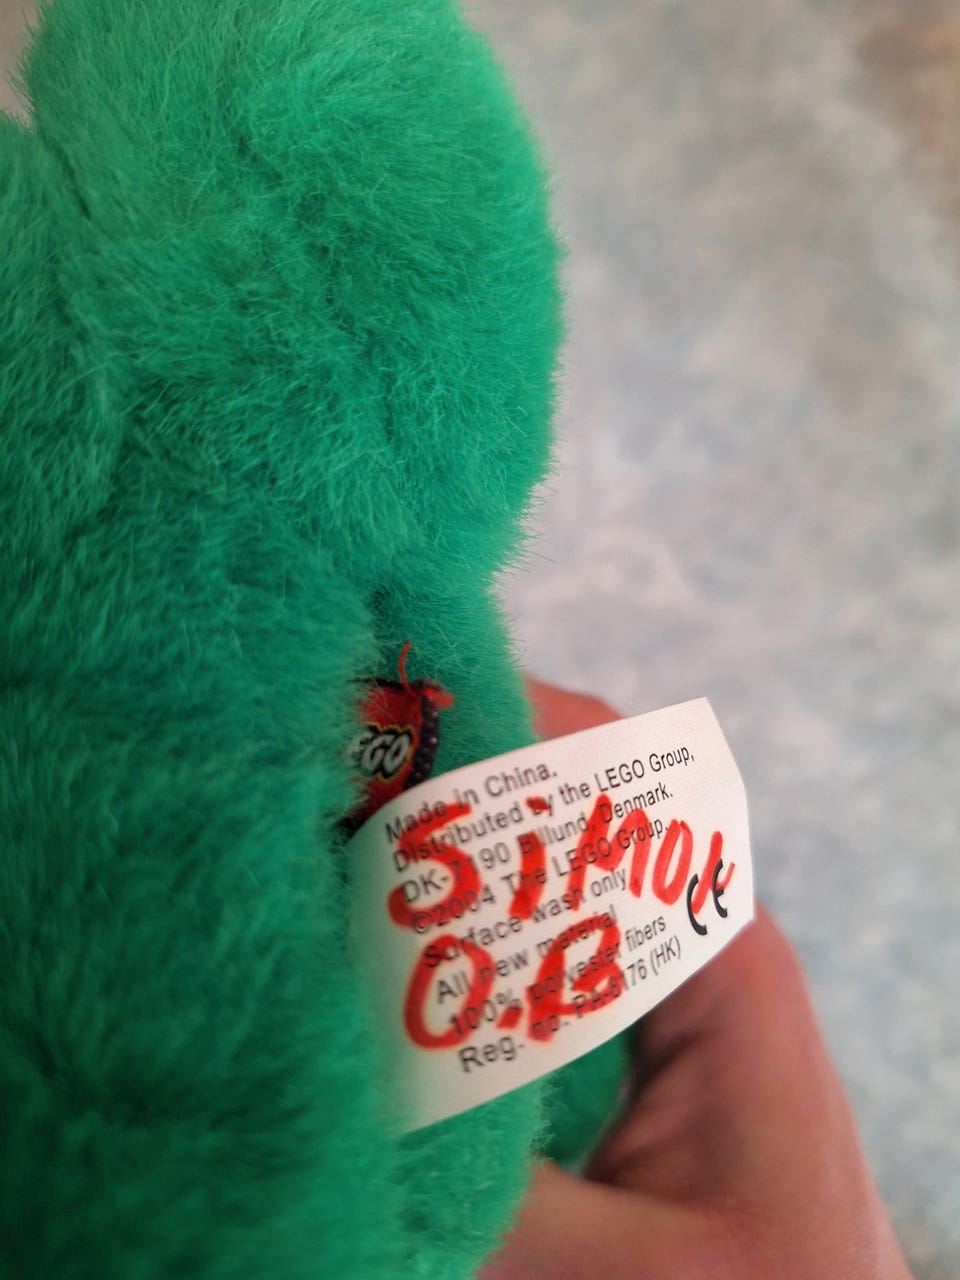 LEGO
Made in China.
Distributed by the LEGO Group,
DK-7190 Billund, Denmark.
©2004 The LEGO Group.
Surface wash only
All new material
100% polyester fibers
Reg. no. PA-6176 (HK)
CE
Simon
O.B